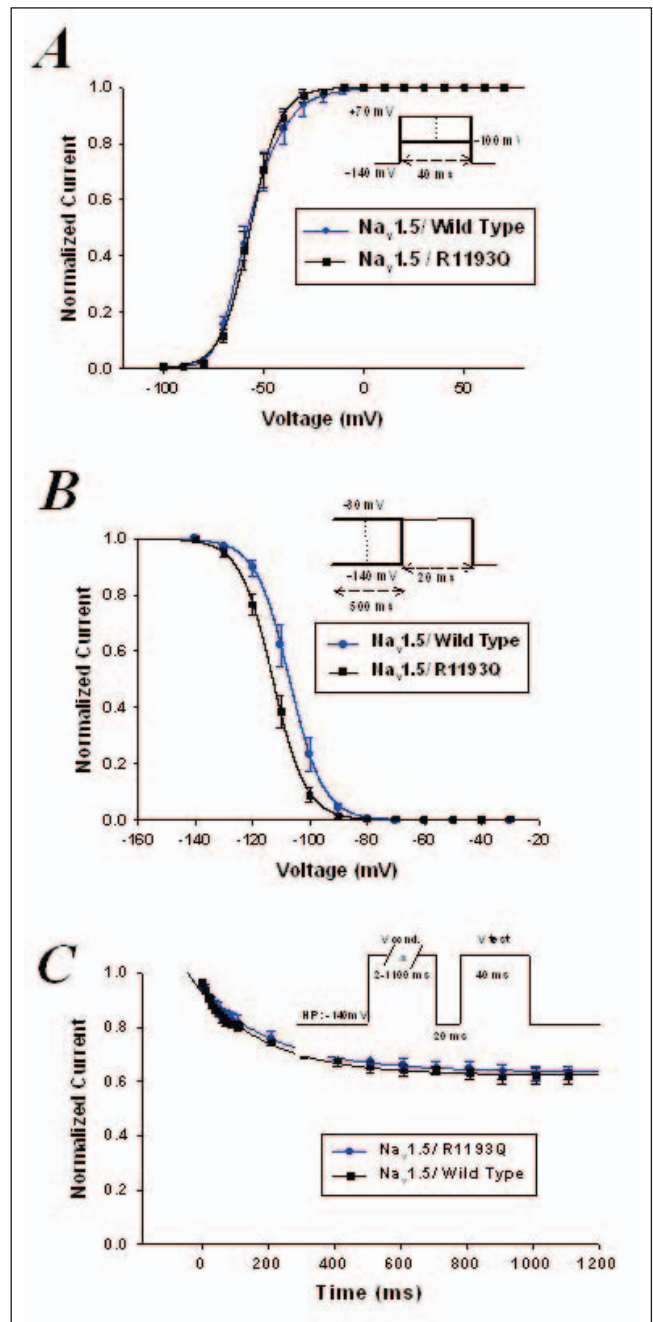 A
1.0
0.8
0.6
0.4
0.2
0.0
Normalized Current
+70 mV
-100 mV
-140 mV
40 ms
Nav1.5/ Wild Type
Nav1.5 / R1193Q
-100
-50
0
50
Voltage (mV)
B
1.0
0.8
0.6
0.4
0.2
0.0
Normalized Current
-30 mV
-140 mV
20 ms
500 ms
Nav1.5/Wild Type
Nav1.5/R1193Q
-160
-140
-120
-100
-80
-60
-40
-20
Voltage (mV)
C
1.0
0.8
0.6
0.4
0.2
0.0
Normalized Current
V cond.
2-1100 ms
V test
40 ms
HP: -140mV
20 ms
Nav1.5/ R1193Q
Nav1.5/ Wild Type
0
200
400
600
800
1000
1200
Time (ms)